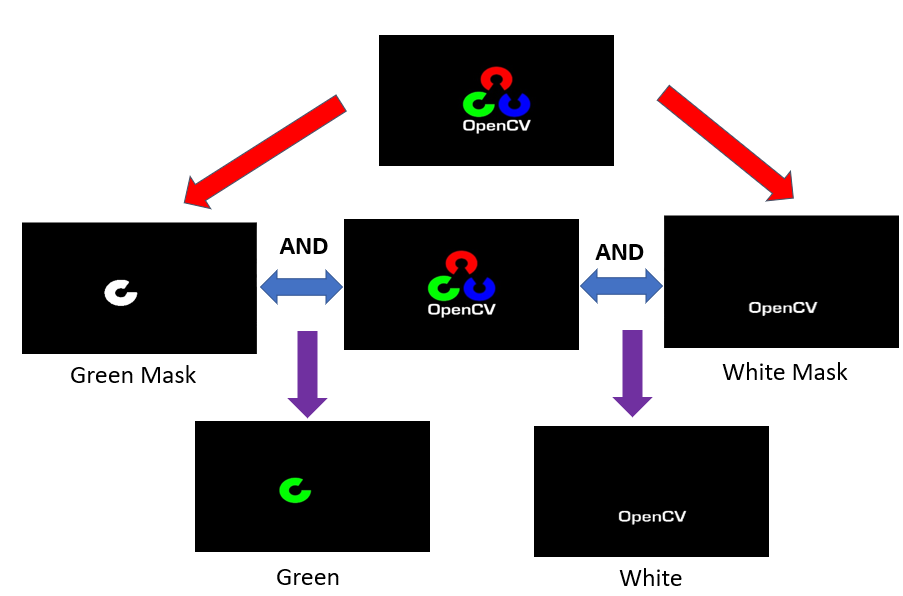 OpenCV
AND
AND
OpenCV
OpenCV
Green Mask
White Mask
OpenCV
Green
White